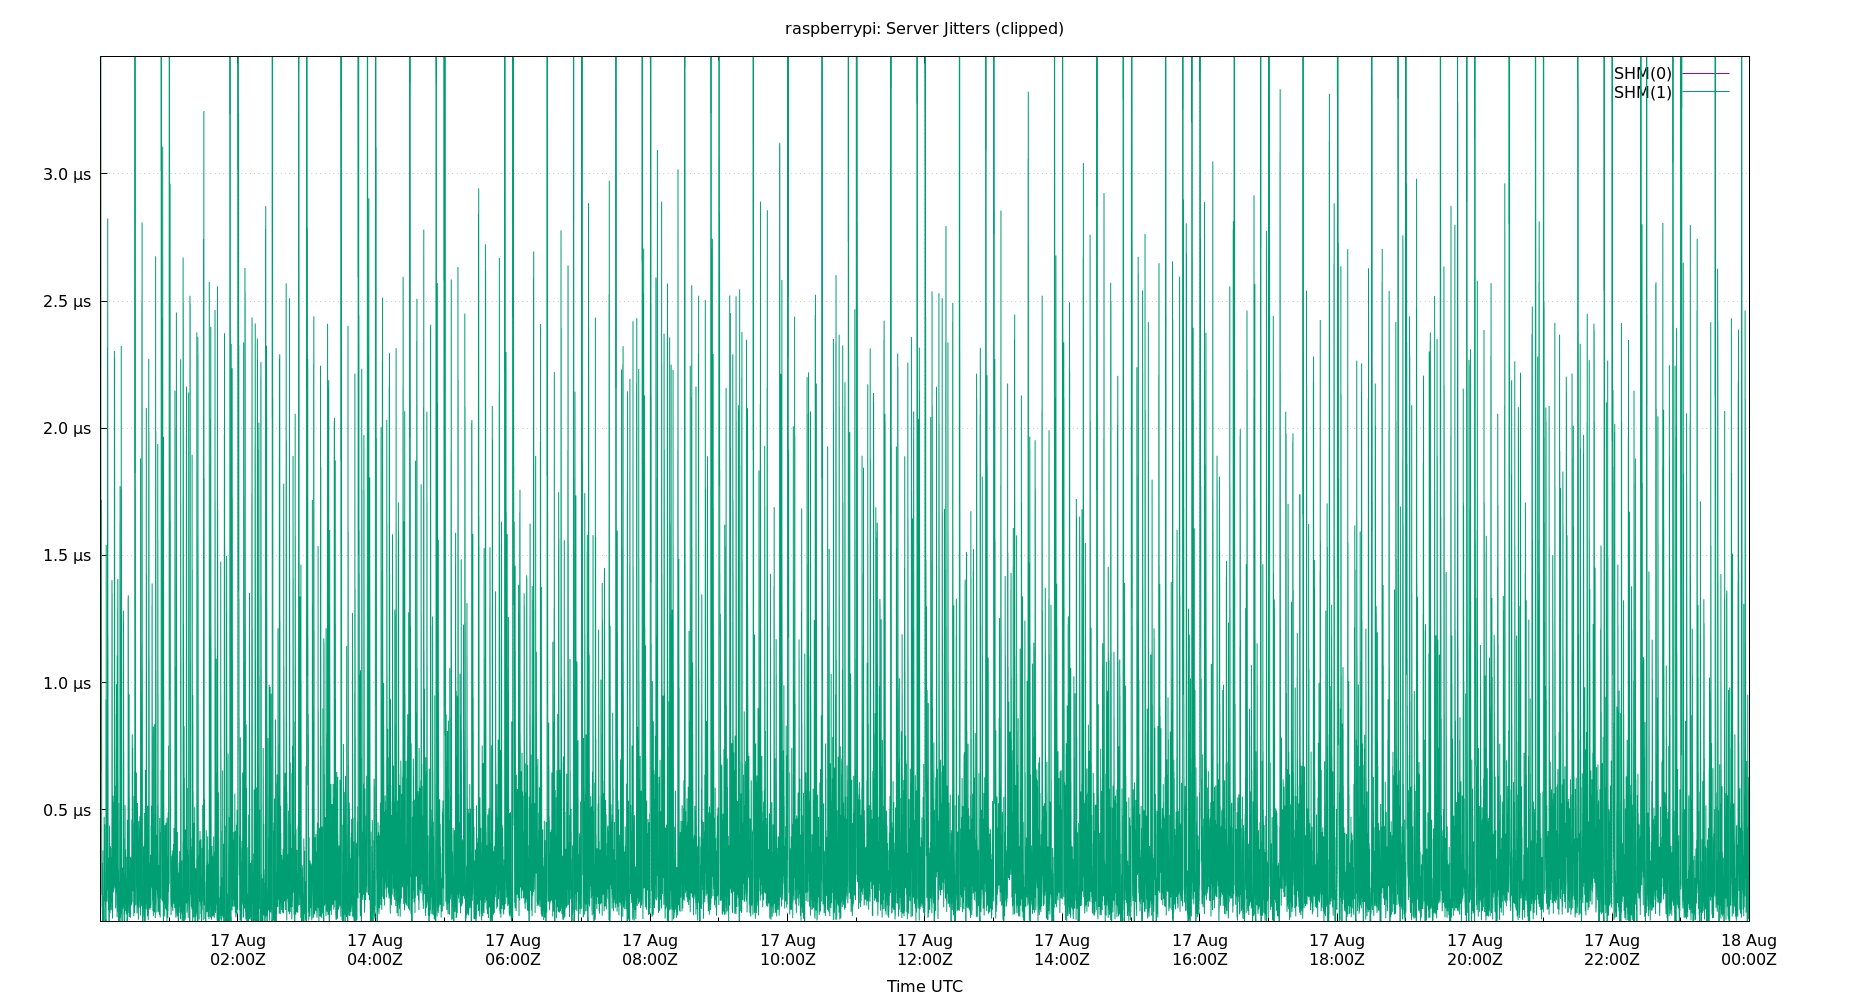 raspberrypi: Server Jitters (clipped)
SHM(0)
SHM(1)
3.0 µs
2.5 µs
2.0 µs
1.5 µs
1.0 µs
0.5 µs
17 Aug 17 Aug 17 Aug 17 Aug 17 Aug 17 Aug 17 Aug 17 Aug 17 Aug 17 Aug 17 Aug 18 Aug
02:00Z 04:00Z 06:00Z 08:00Z 10:00Z 12:00Z 14:00Z 16:00Z 18:00Z 20:00Z 22:00Z 00:00Z
Time UTC